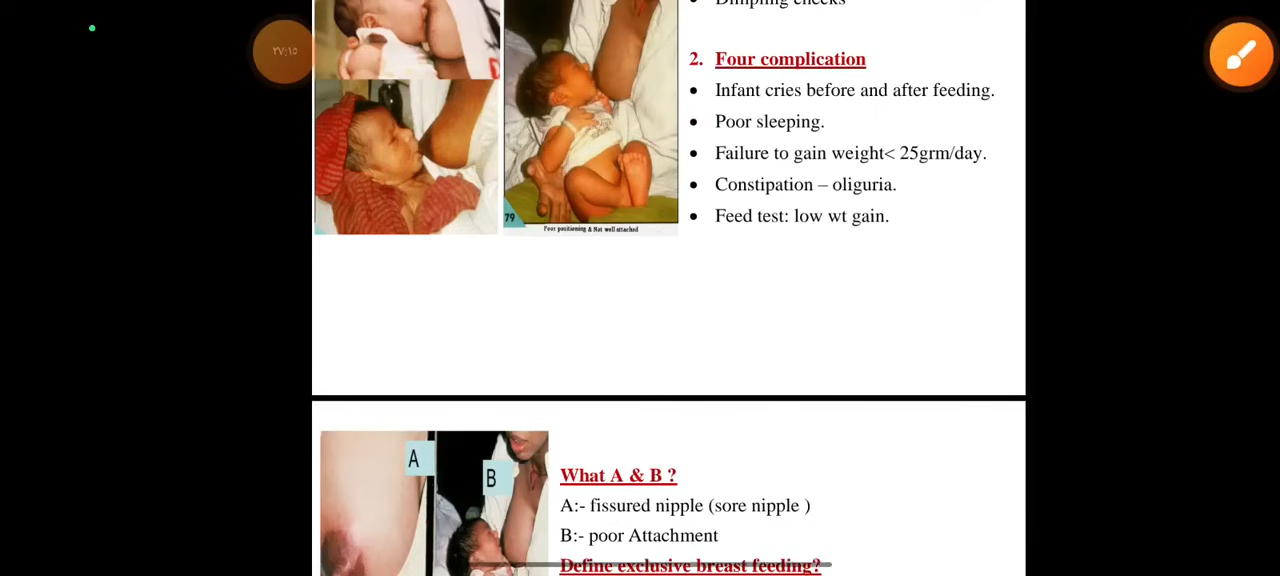 Dimpling cheeks
٢٧:١٥
2. Four complication
• Infant cries before and after feeding.
• Poor sleeping.
• Failure to gain weight< 25grm/day.
• Constipation – oliguria.
• Feed test: low wt gain.
79
Poor positioning & Not well attached
A
B
What A & B ?
A:- fissured nipple (sore nipple )
B:- poor Attachment
Define exclusive breast feeding?